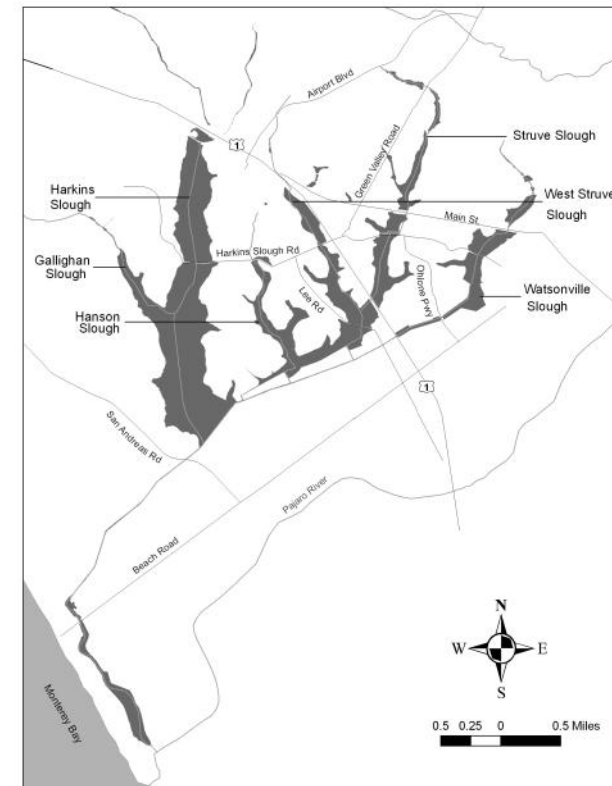 Airport Blvd
1
Green Valley Road
Struve Slough
Harkins
Slough
West Struve
Slough
Main St.
Gallighan
Slough
Harkins Slough Rd
Hanson
Slough
Lee Rd
Ohlone Pwy
Watsonville
Slough
1
San Andreas Rd
Pajaro River
Beach Road
Monterey Bay
N
W
E
S
0.5 0.25 0 0.5 Miles